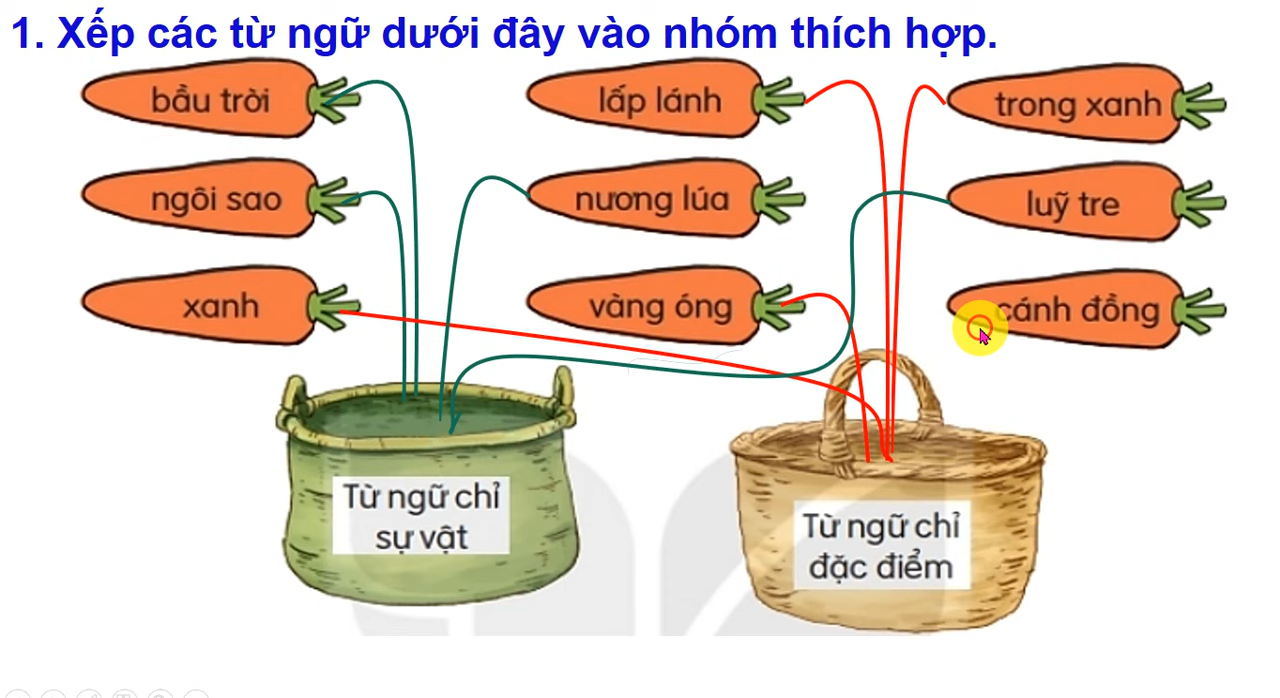 1. Xếp các từ ngữ dưới đây vào nhóm thích hợp.
bầu trời
lấp lánh
trong xanh
ngôi sao
nương lúa
luỹ tre
xanh
vàng óng
cánh đồng
Từ ngữ chỉ
sự vật
Từ ngữ chỉ
đặc điểm